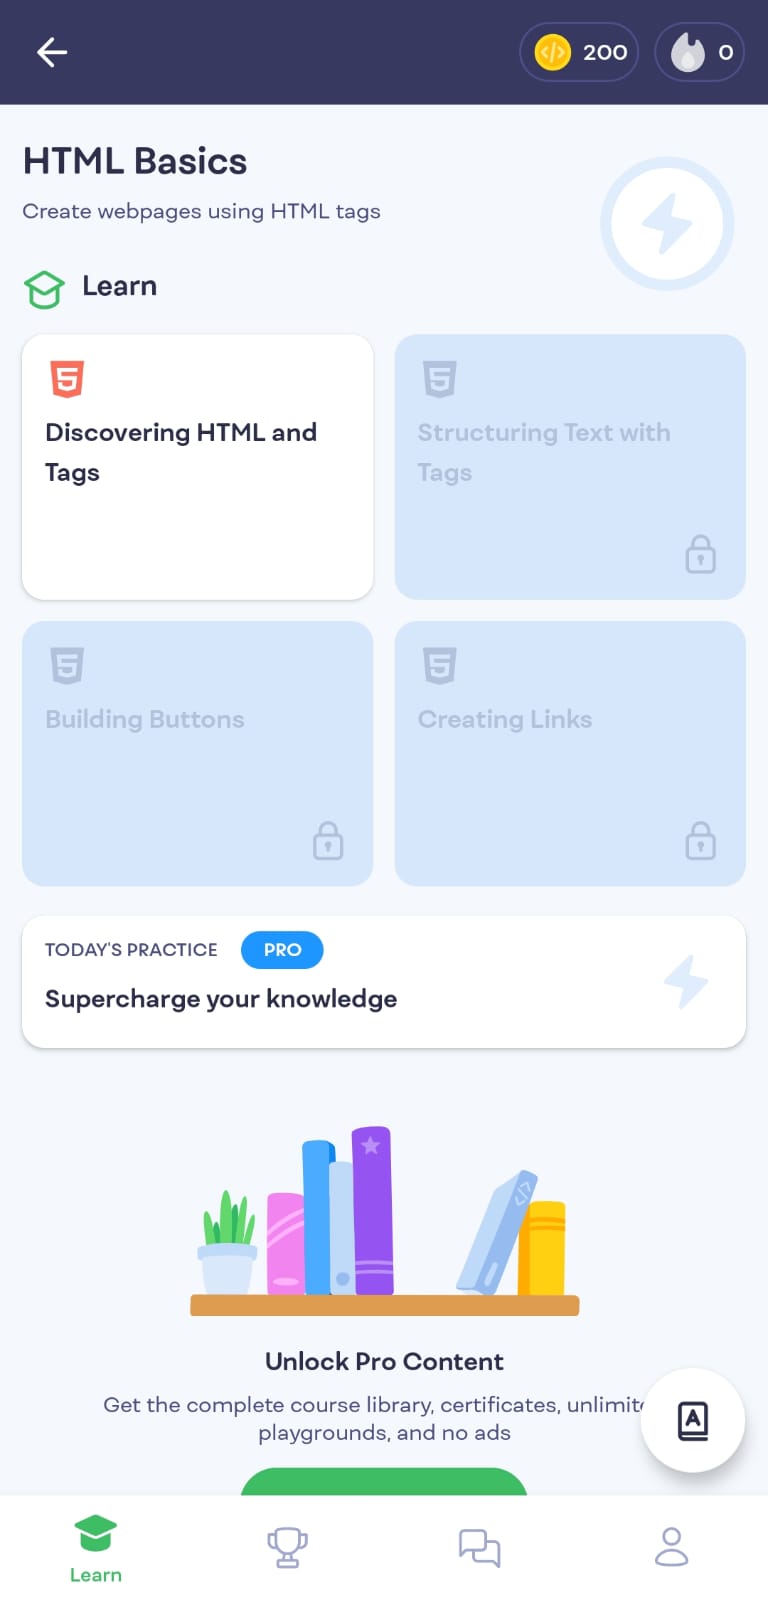 200
0
HTML Basics
Create webpages using HTML tags
Learn
Discovering HTML and
Tags
Structuring Text with
Tags
Building Buttons
Creating Links
TODAY'S PRACTICE
PRO
Supercharge your knowledge
Unlock Pro Content
Get the complete course library, certificates,
playgrounds, and no ads
Learn